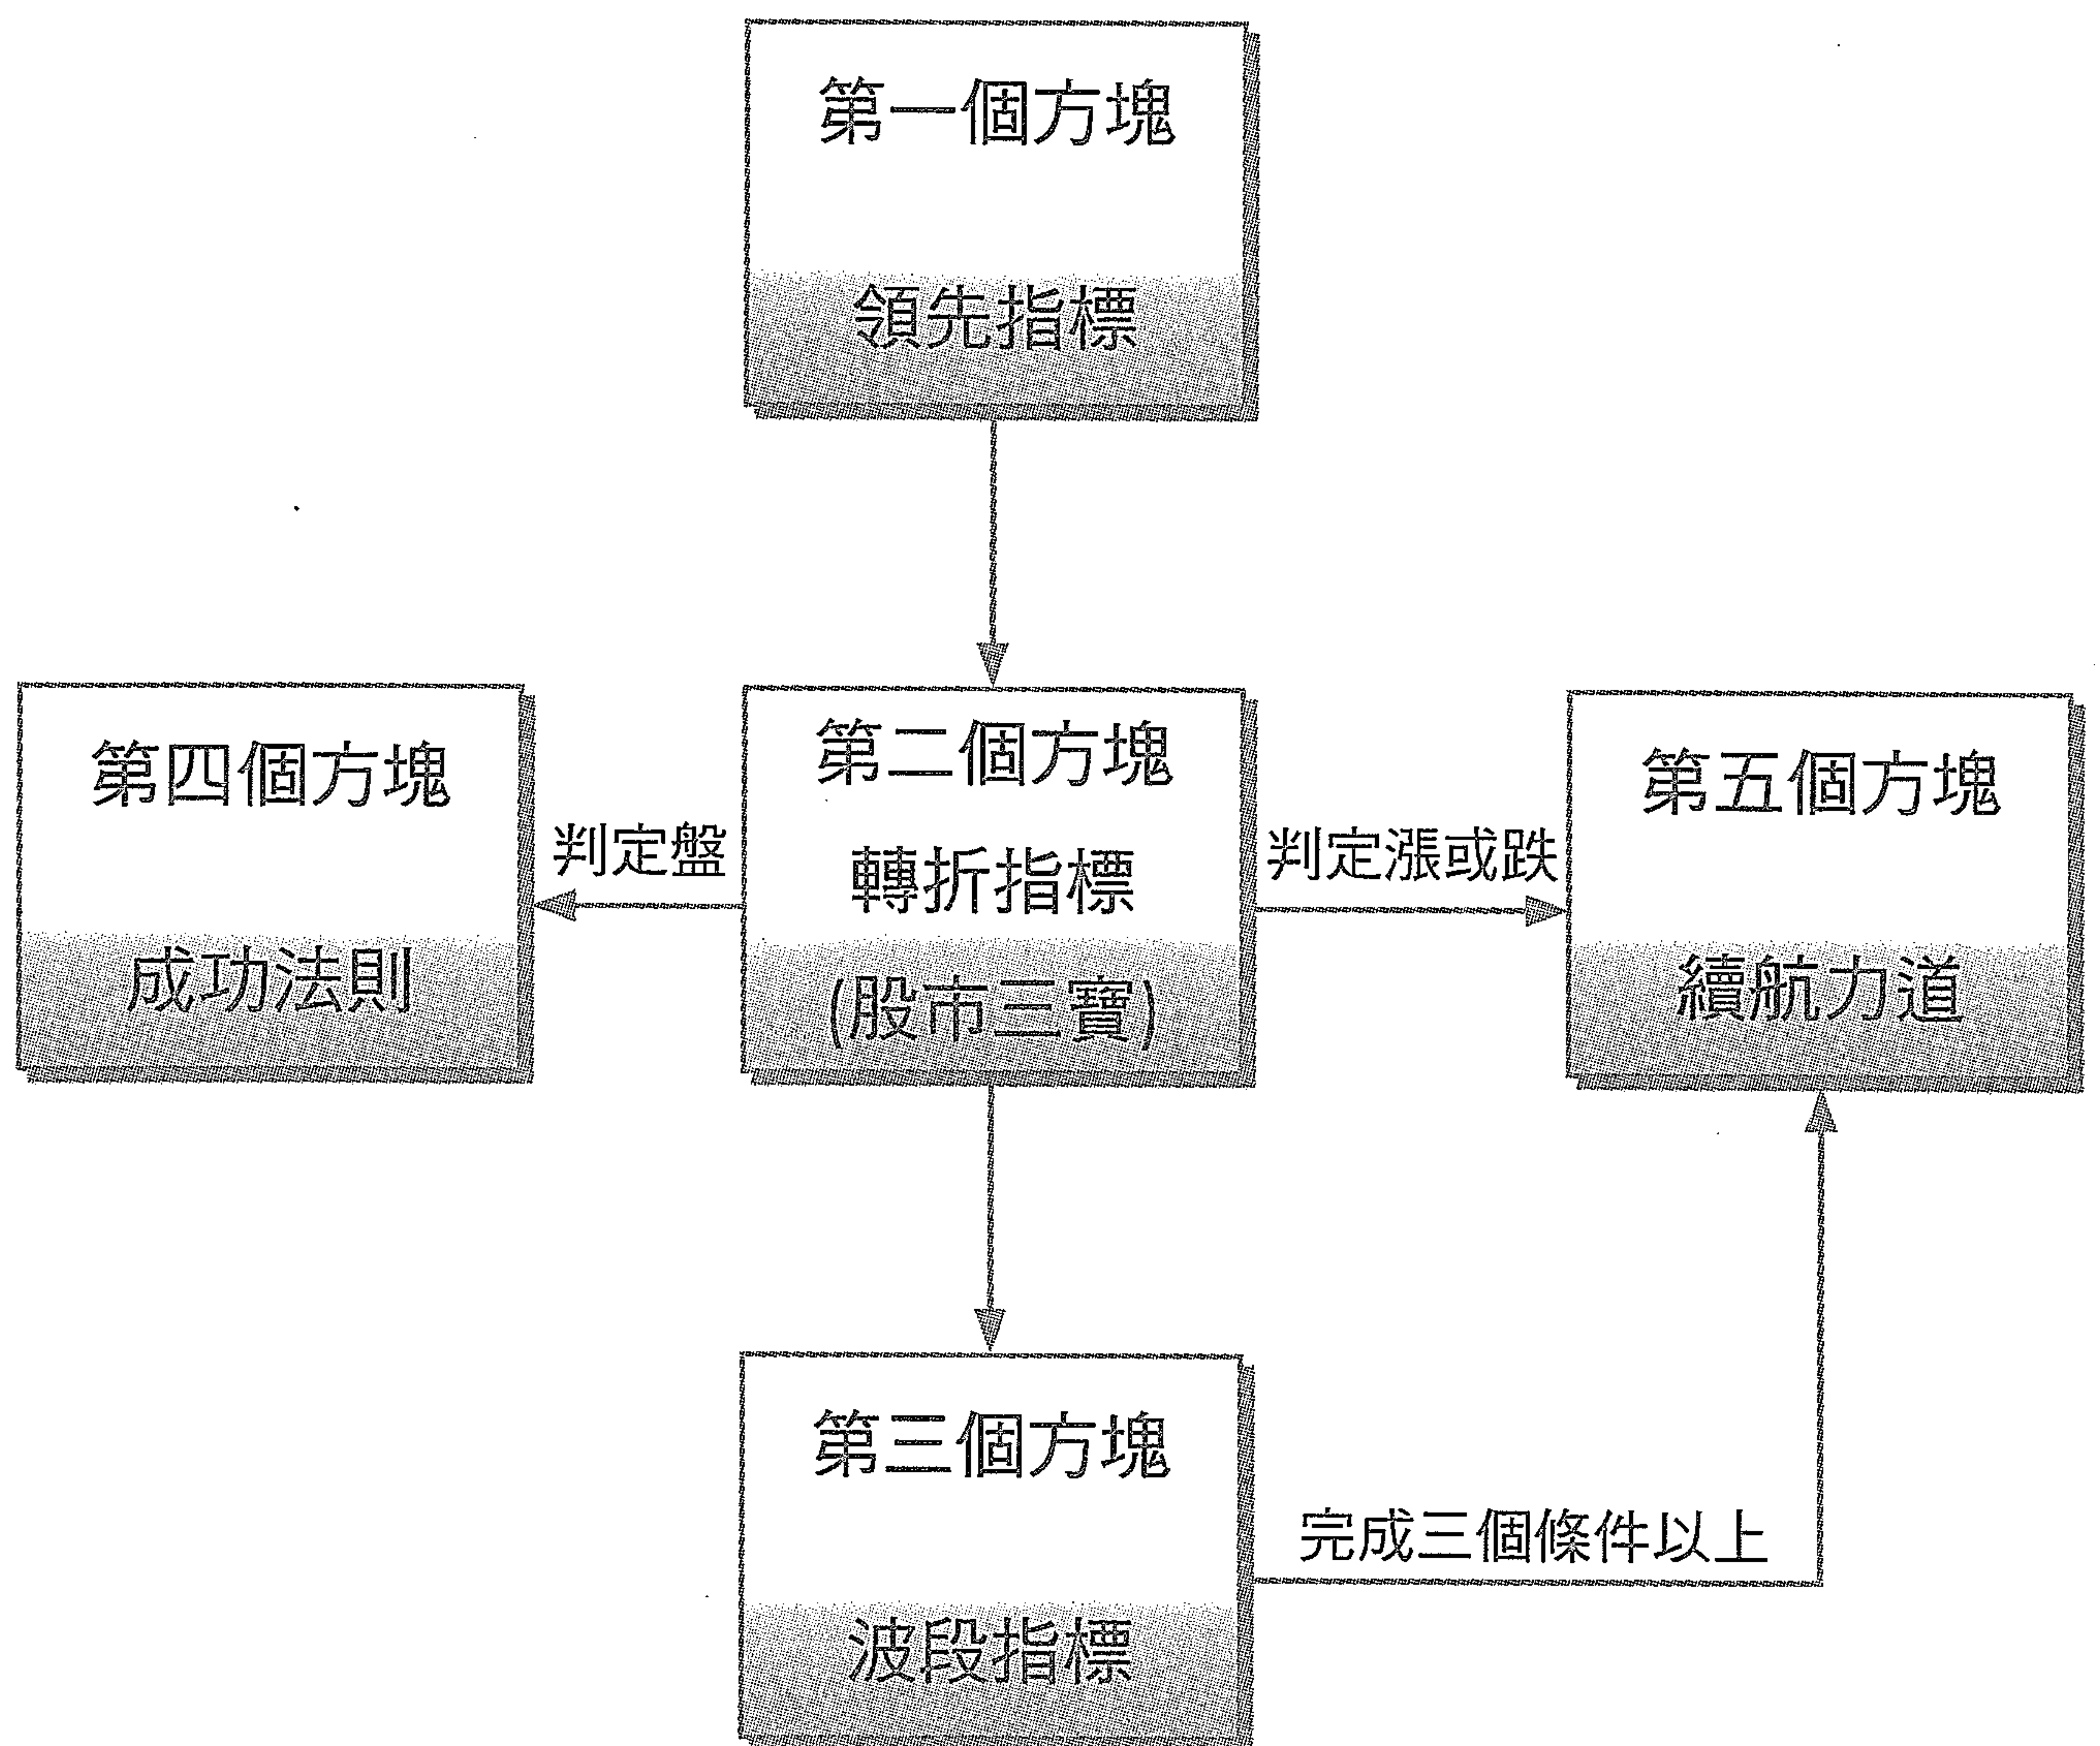 第一個方塊
領先指標
第四個方塊
成功法則
判定盤
第二個方塊
轉折指標
(股市三寶)
判定漲或跌
第五個方塊
續航力道
第三個方塊
波段指標
完成三個條件以上